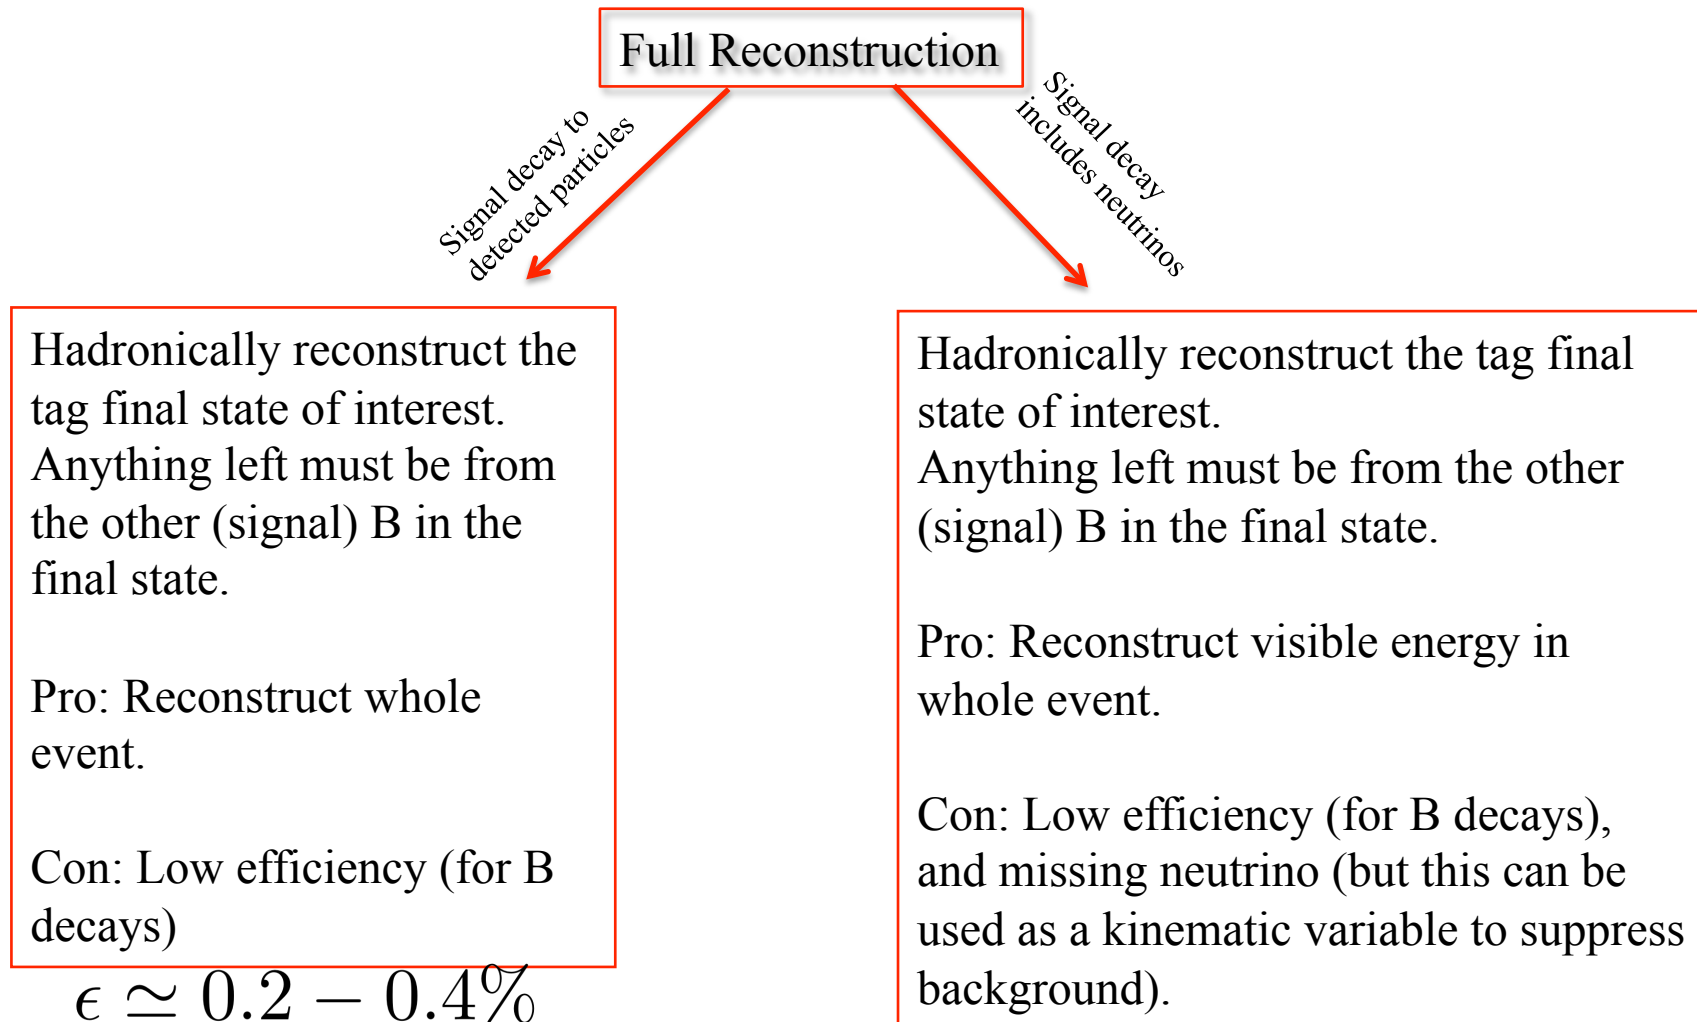 Full Reconstruction
Signal decay to
detected particles
Signal decay
includes neutrinos
Hadronically reconstruct the
tag final state of interest.
Anything left must be from
the other (signal) B in the
final state.
Pro: Reconstruct whole
event.
Con: Low efficiency (for B
decays)
ϵ ≃ 0.2 − 0.4%
Hadronically reconstruct the tag final
state of interest.
Anything left must be from the other
(signal) B in the final state.
Pro: Reconstruct visible energy in
whole event.
Con: Low efficiency (for B decays),
and missing neutrino (but this can be
used as a kinematic variable to suppress
background).